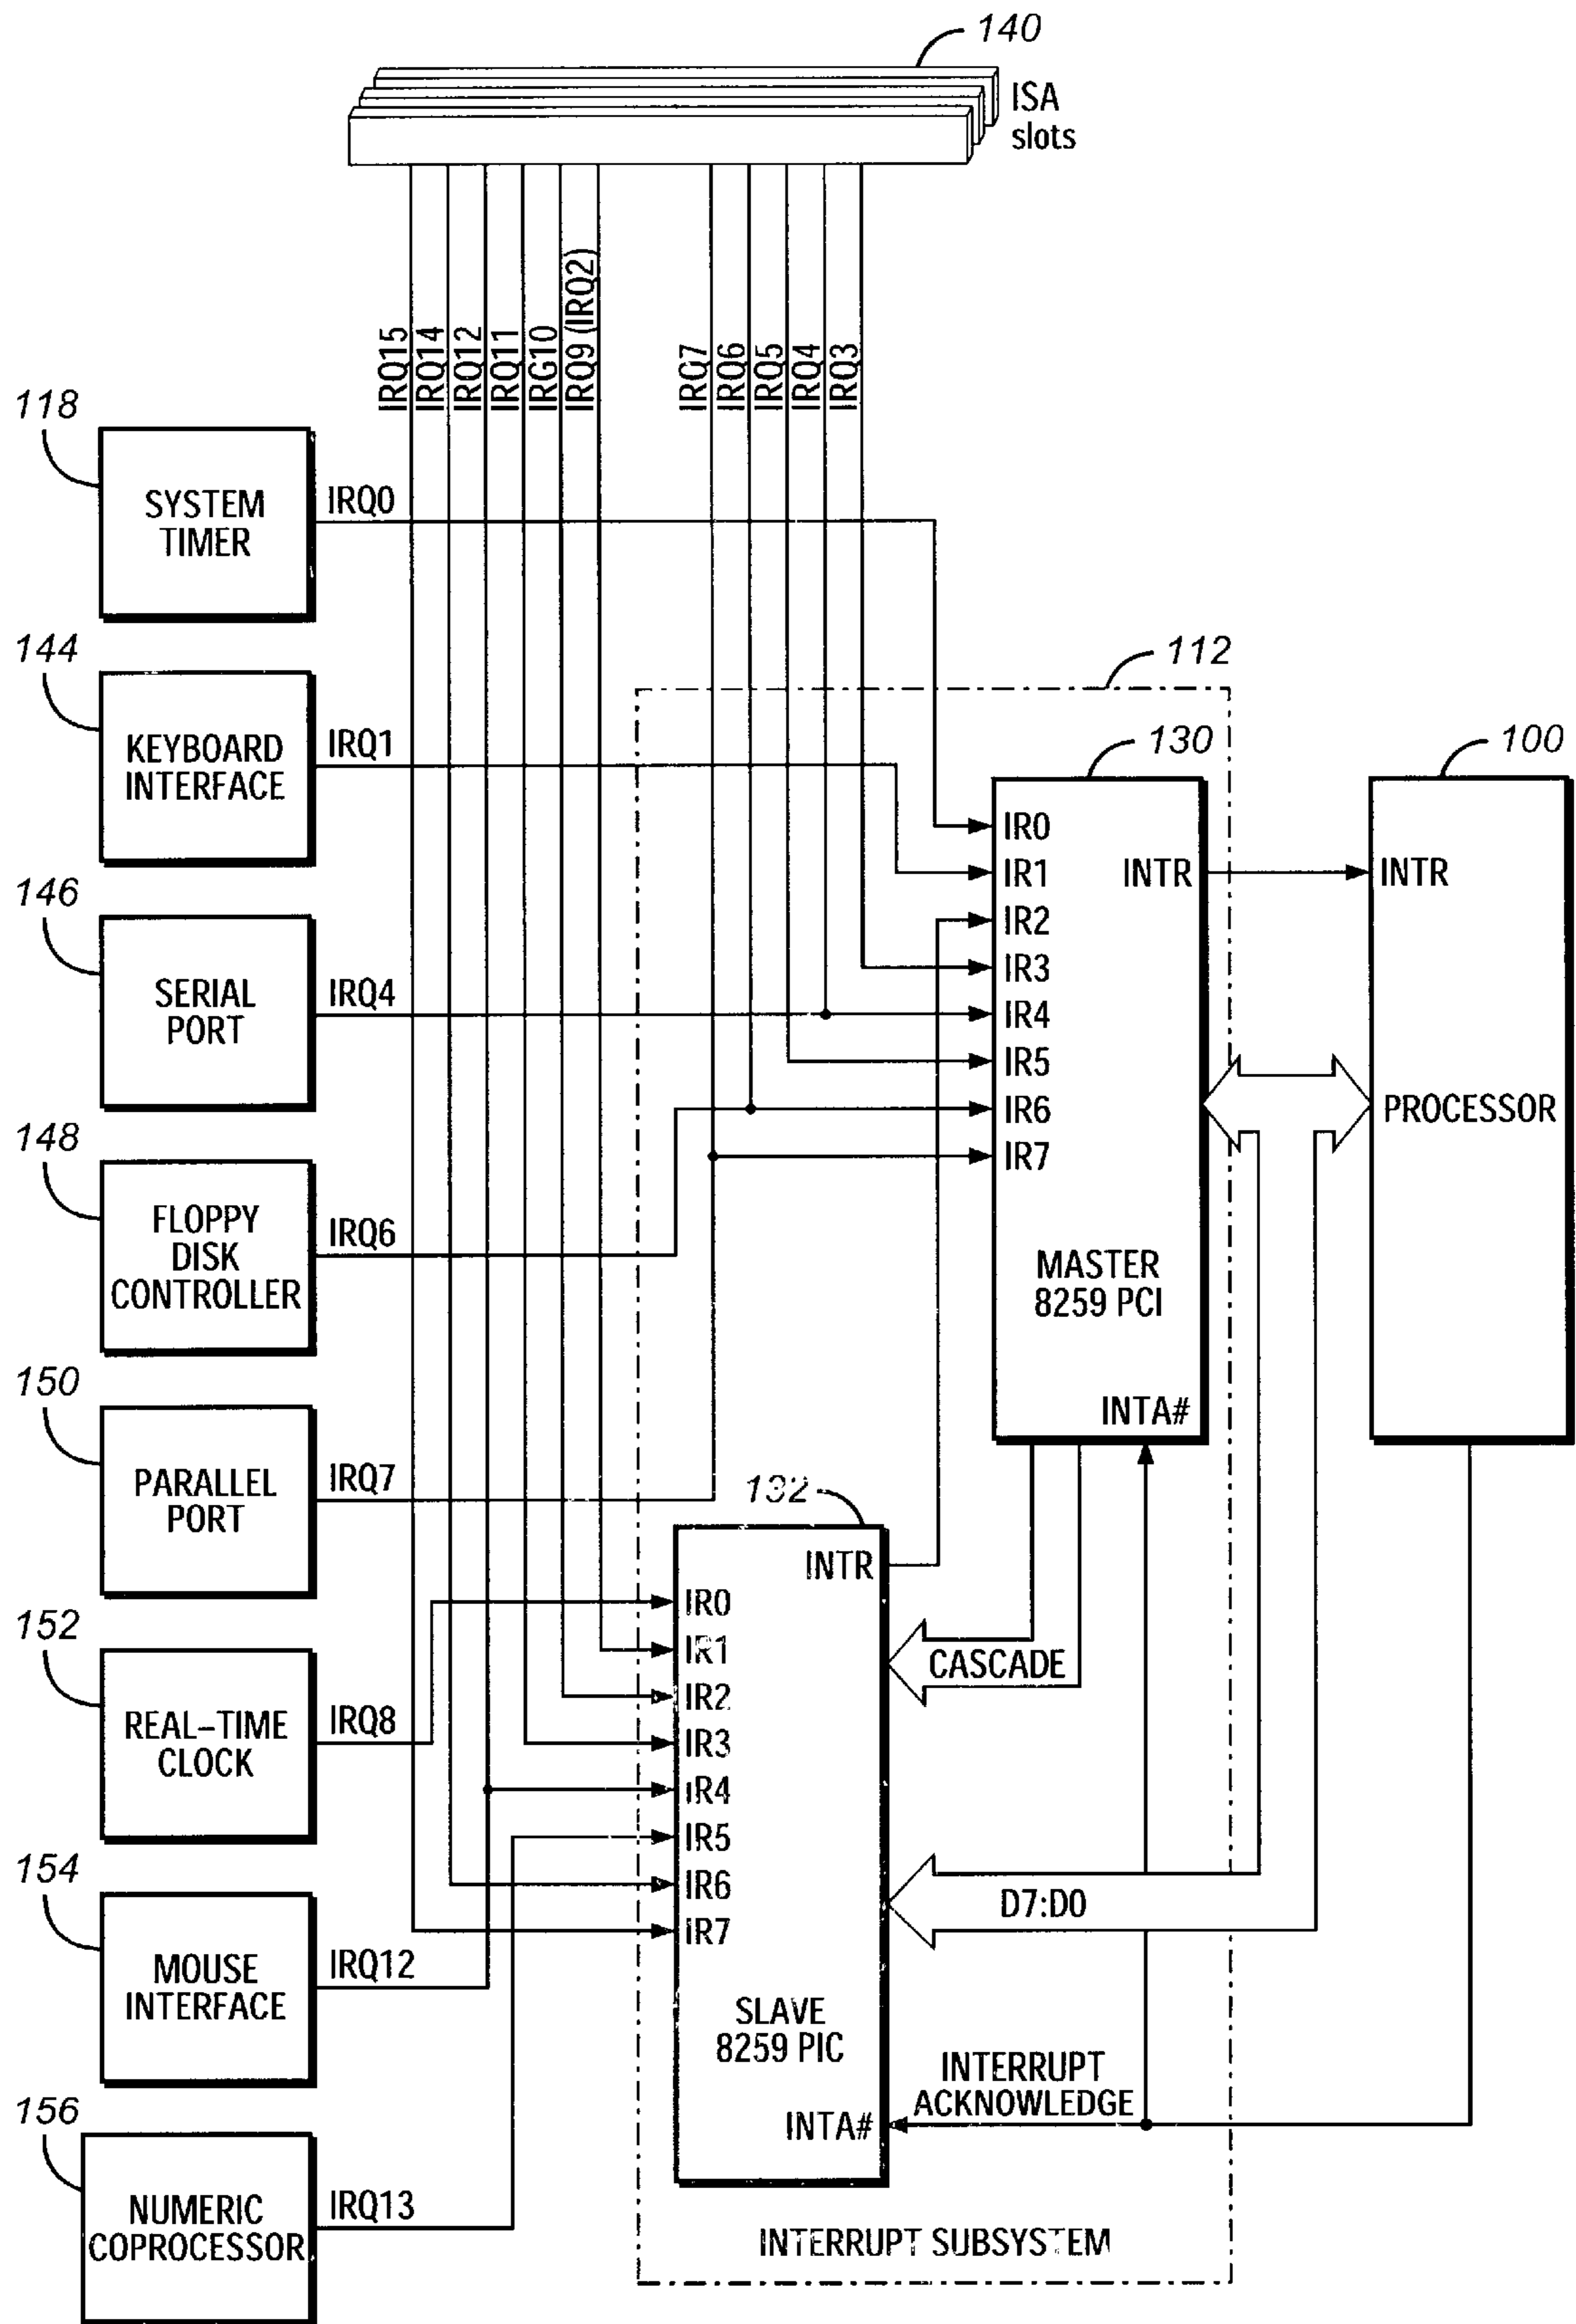 140
ISA
slots
IRQ15
IRQ14
IRQ12
IRQ11
IRG10
IRQ9 (IRQ2)
IRQ7
IRQ6
IRQ5
IRQ4
IRQ3
118
SYSTEM
TIMER
IRQ0
144
KEYBOARD
INTERFACE
IRQ1
146
SERIAL
PORT
IRQ4
148
FLOPPY
DISK
CONTROLLER
IRQ6
150
PARALLEL
PORT
IRQ7
152
REAL-TIME
CLOCK
IRQ8
154
MOUSE
INTERFACE
IRQ12
156
NUMERIC
COPROCESSOR
IRQ13
112
130
IR0
IR1
IR2
IR3
IR4
IR5
IR6
IR7
INTR
MASTER
8259 PCI
INTA#
100
INTR
PROCESSOR
132
INTR
IR0
IR1
IR2
IR3
IR4
IR5
IR6
IR7
SLAVE
8259 PIC
INTA#
CASCADE
D7:D0
INTERRUPT
ACKNOWLEDGE
INTERRUPT SUBSYSTEM